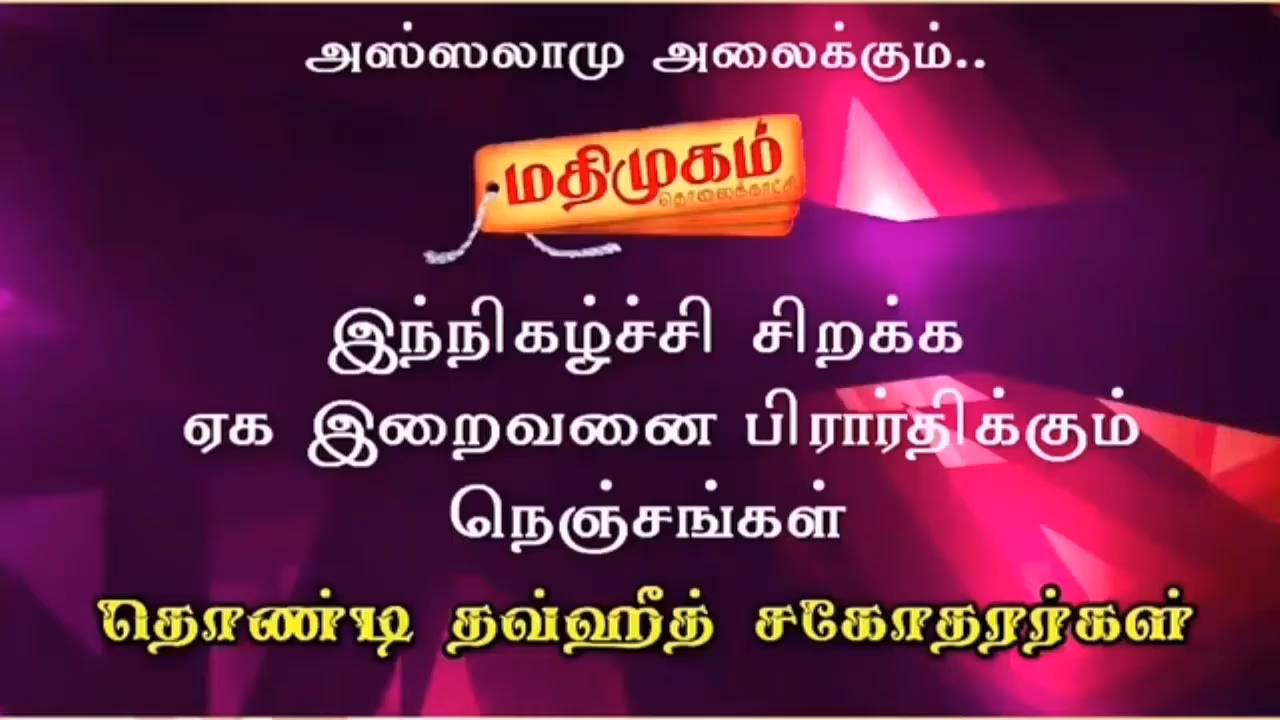 அஸ்ஸலாமு அலைக்கும்..
மதிமுகம்
தொலைக்காட்சி
இந்நிகழ்ச்சி சிறக்க
ஏக இறைவனை பிரார்திக்கும்
நெஞ்சங்கள்
தொண்டி தவ்ஹீத் சகோதரர்கள்